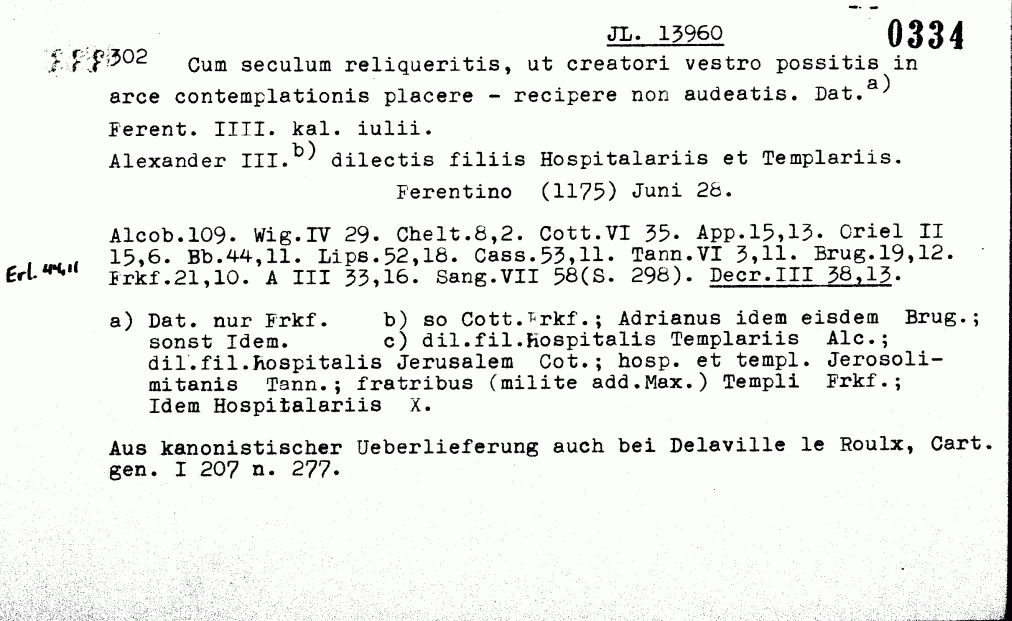 JL. 13960 0334
302 Cum seculum reliqueritis, ut creatori vestro possitis in
arce contemplationis placere - recipere non audeatis. Dat.a)
Ferent. IIII. kal. iulii.
Alexander III.b) dilectis filiis Hospitalariis et Templariis.
Ferentino (1175) Juni 28.
Alcob.109. Wig.IV 29. Chelt.8,2. Cott.VI 35. App.15,13. Oriel II
15,6. Bb.44,11. Lips.52,18. Cass.53,11. Tann.VI 3,11. Brug.19,12.
Erl. 44,11 Frkf.21,10. A III 33,16. Sang.VII 58(S. 298). Decr.III 38,13.
a) Dat. nur Frkf. b) so Cott.Frkf.; Adrianus idem eisdem Brug.;
sonst Idem. c) dil.fil.hospitalis Templariis Alc.;
dil.fil.hospitalis Jerusalem Cot.; hosp. et templ. Jerosoli-
mitanis Tann.; fratribus (milite add.Max.) Templi Frkf.;
Idem Hospitalariis X.
Aus kanonistischer Ueberlieferung auch bei Delaville le Roulx, Cart.
gen. I 207 n. 277.